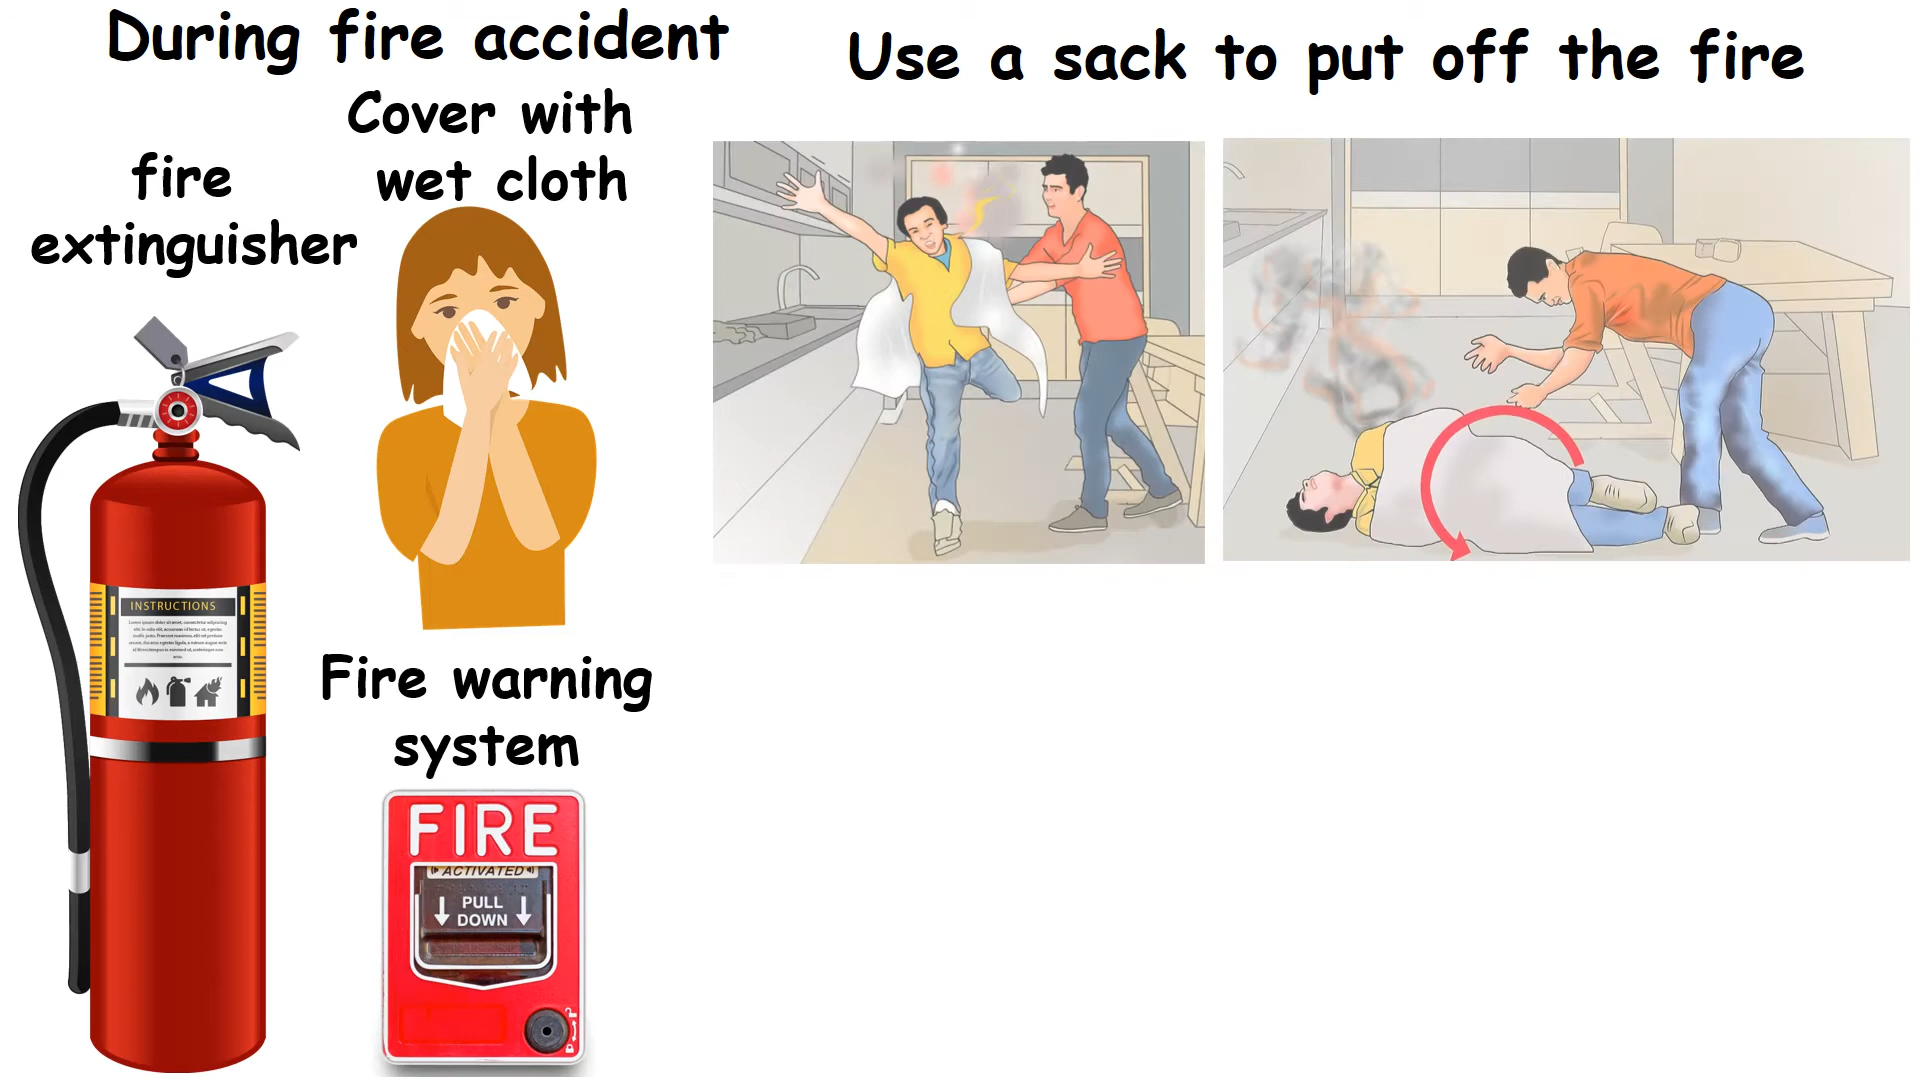 During fire accident
Use a sack to put off the fire
Cover with
wet cloth
fire
extinguisher
INSTRUCTIONS
Fire warning
system
FIRE
ACTIVATED
PULL
DOWN